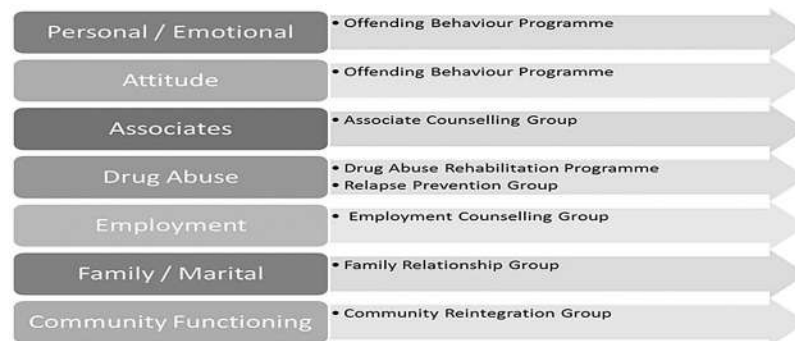 Personal / Emotional
• Offending Behaviour Programme
Attitude
• Offending Behaviour Programme
Associates
• Associate Counselling Group
Drug Abuse
• Drug Abuse Rehabilitation Programme
• Relapse Prevention Group
Employment
• Employment Counselling Group
Family / Marital
• Family Relationship Group
Community Functioning
• Community Reintegration Group